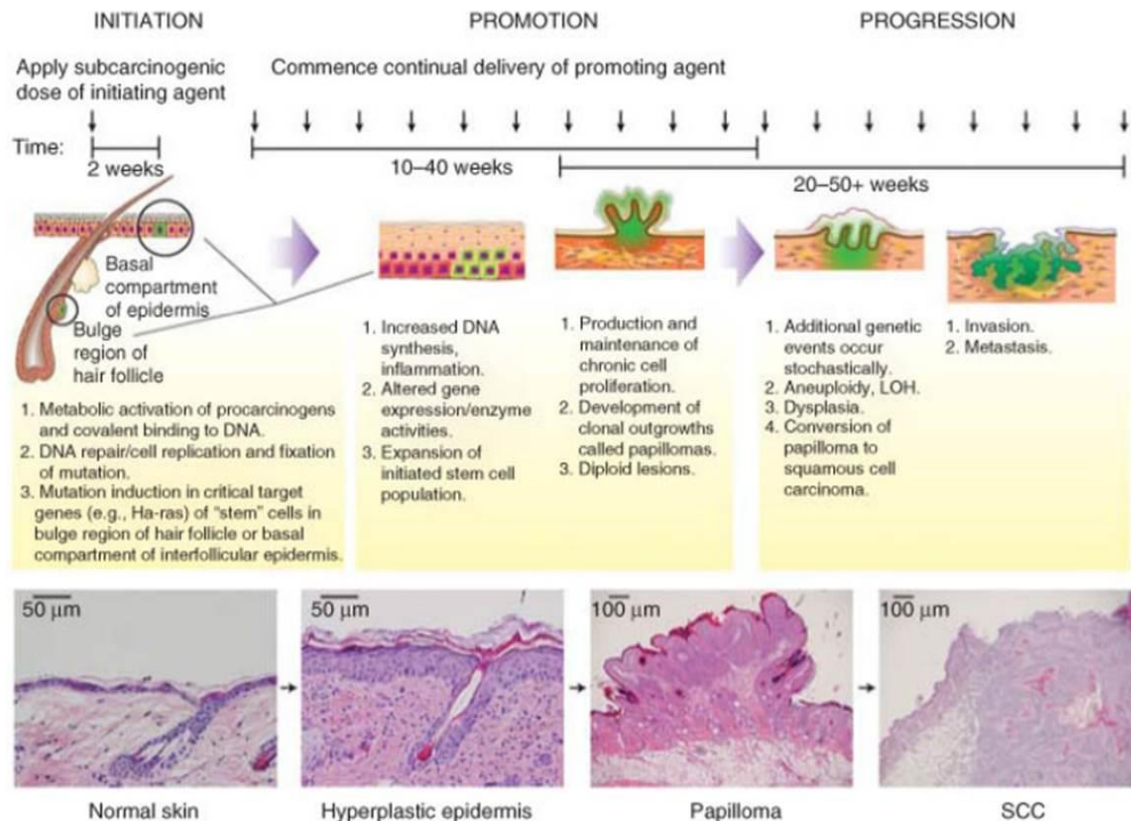 INITIATION
PROMOTION
PROGRESSION
Apply subcarcinogenic
dose of initiating agent
Commence continual delivery of promoting agent
Time:
2 weeks
10–40 weeks
20–50+ weeks
Basal
compartment
of epidermis
Bulge
region of
hair follicle
1. Metabolic activation of procarcinogens
and covalent binding to DNA.
2. DNA repair/cell replication and fixation
of mutation.
3. Mutation induction in critical target
genes (e.g., Ha-ras) of “stem” cells in
bulge region of hair follicle or basal
compartment of interfollicular epidermis.
1. Increased DNA
synthesis,
inflammation.
2. Altered gene
expression/enzyme
activities.
3. Expansion of
initiated stem cell
population.
1. Production and
maintenance of
chronic cell
proliferation.
2. Development of
clonal outgrowths
called papillomas.
3. Diploid lesions.
1. Additional genetic
events occur
stochastically.
2. Aneuploidy, LOH.
3. Dysplasia.
4. Conversion of
papilloma to
squamous cell
carcinoma.
1. Invasion.
2. Metastasis.
50 μm
50 μm
100 μm
100 μm
Normal skin
Hyperplastic epidermis
Papilloma
SCC